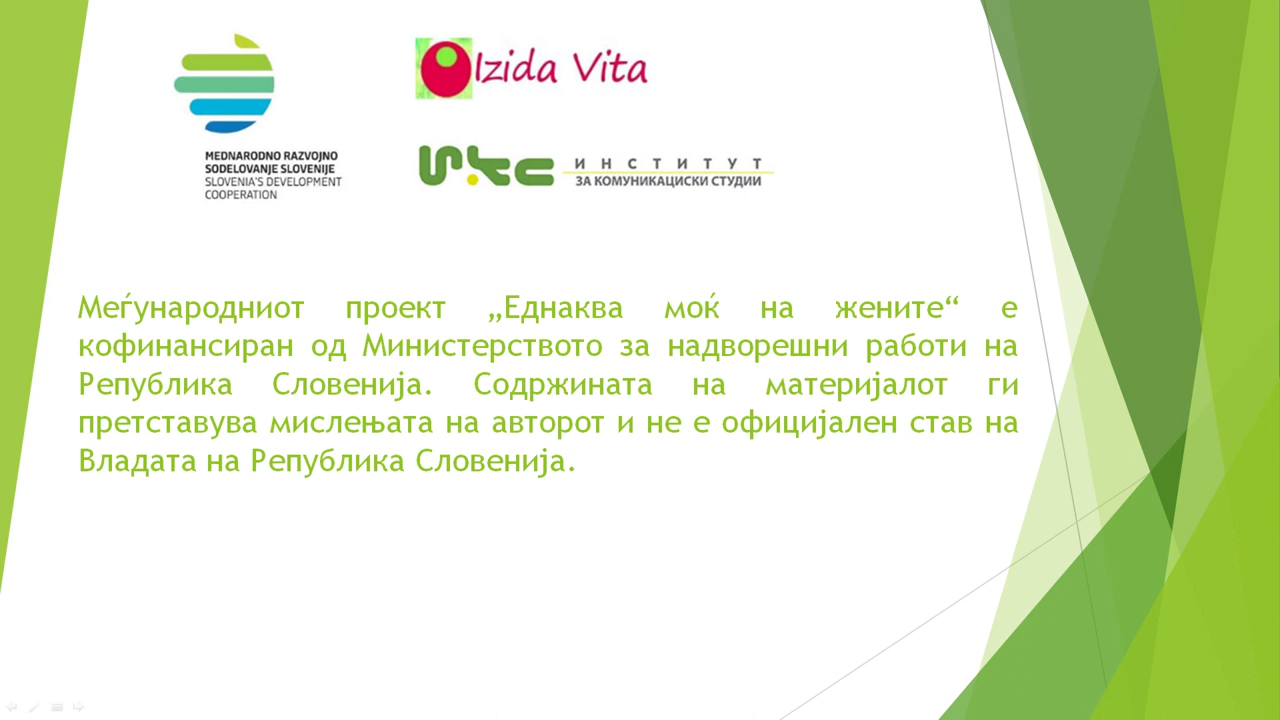 Izida Vita
MEDNARODNO RAZVOJNO
SODELOVANJE SLOVENIJE
SLOVENIA'S DEVELOPMENT
COOPERATION
ИНСТИТУТ
ЗА КОМУНИКАЦИСКИ СТУДИИ
Меѓународниот проект „Еднаква моќ на жените“ е
кофинансиран од Министерството за надворешни работи на
Република Словенија. Содржината на материјалот ги
претставува мислењата на авторот и не е официјален став на
Владата на Република Словенија.